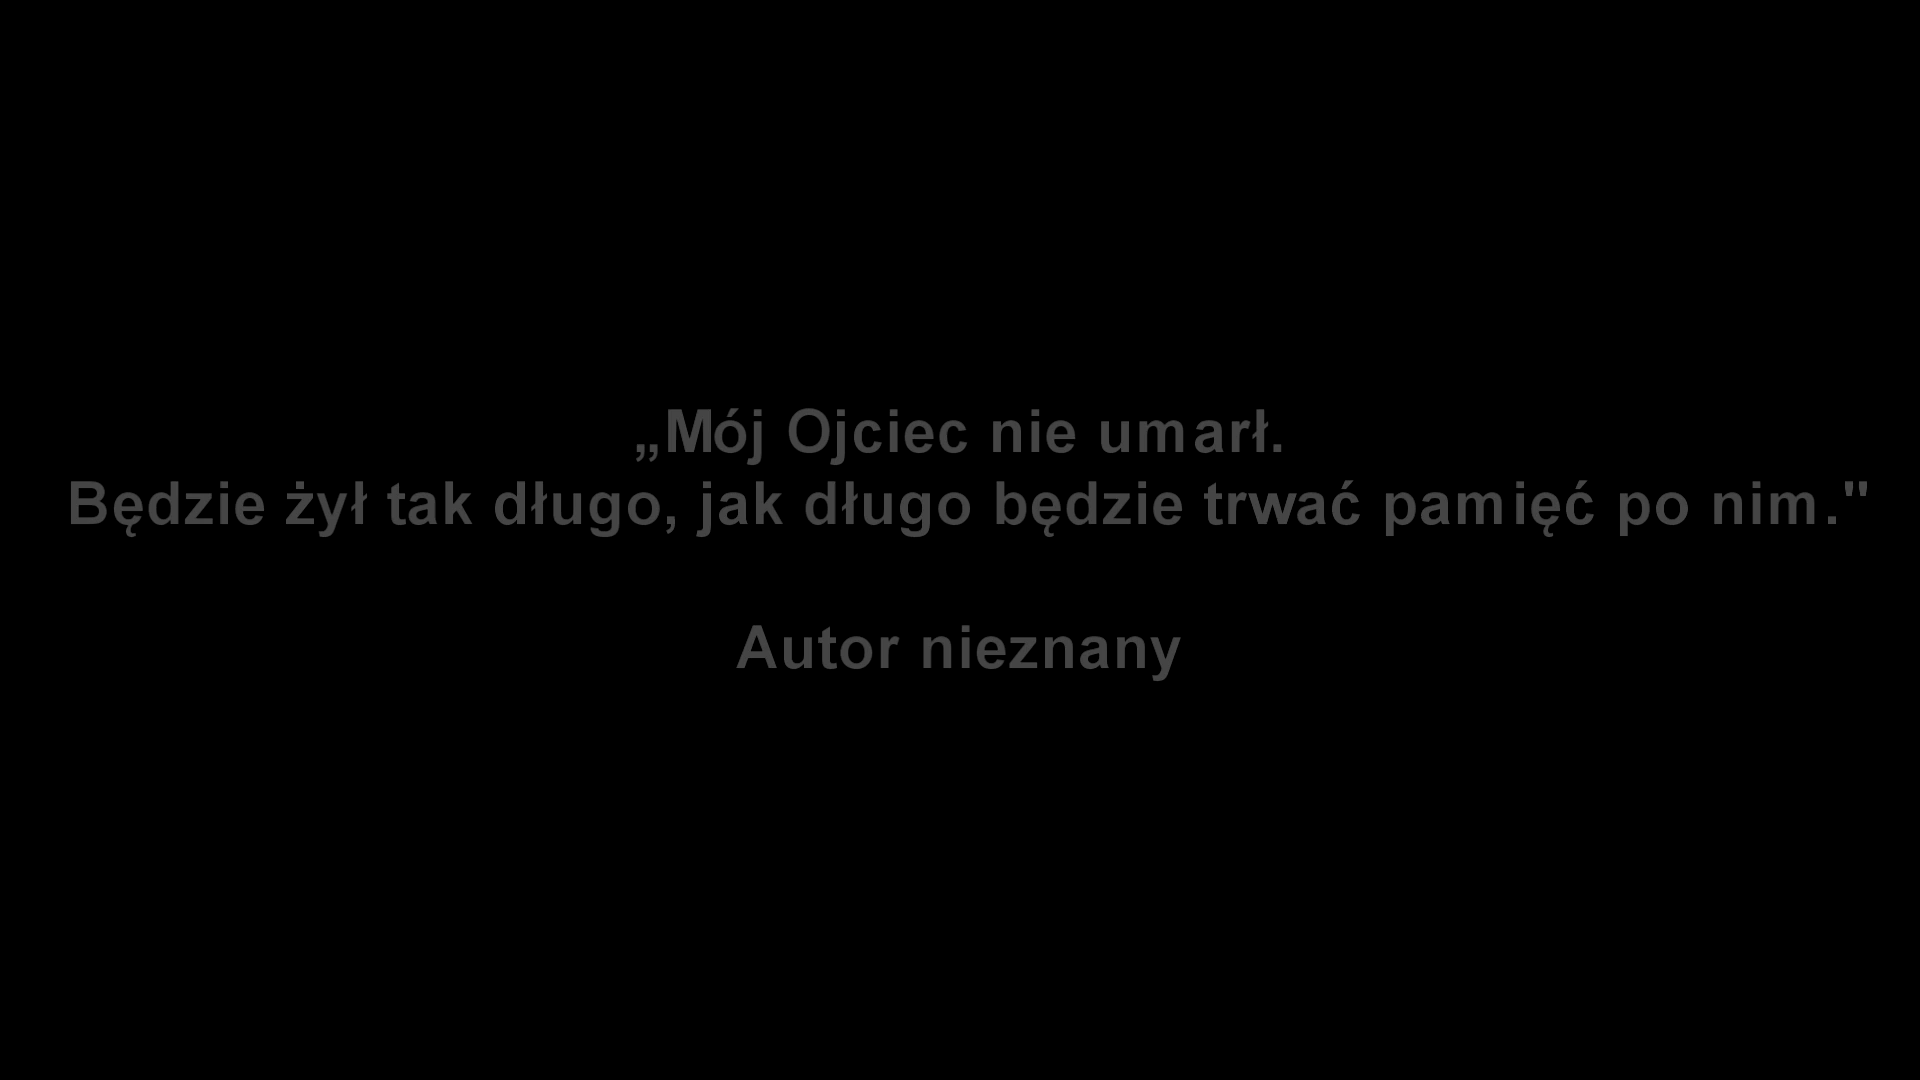 „Mój Ojciec nie umarł.
Będzie żył tak długo, jak długo będzie trwać pamięć po nim."
Autor nieznany